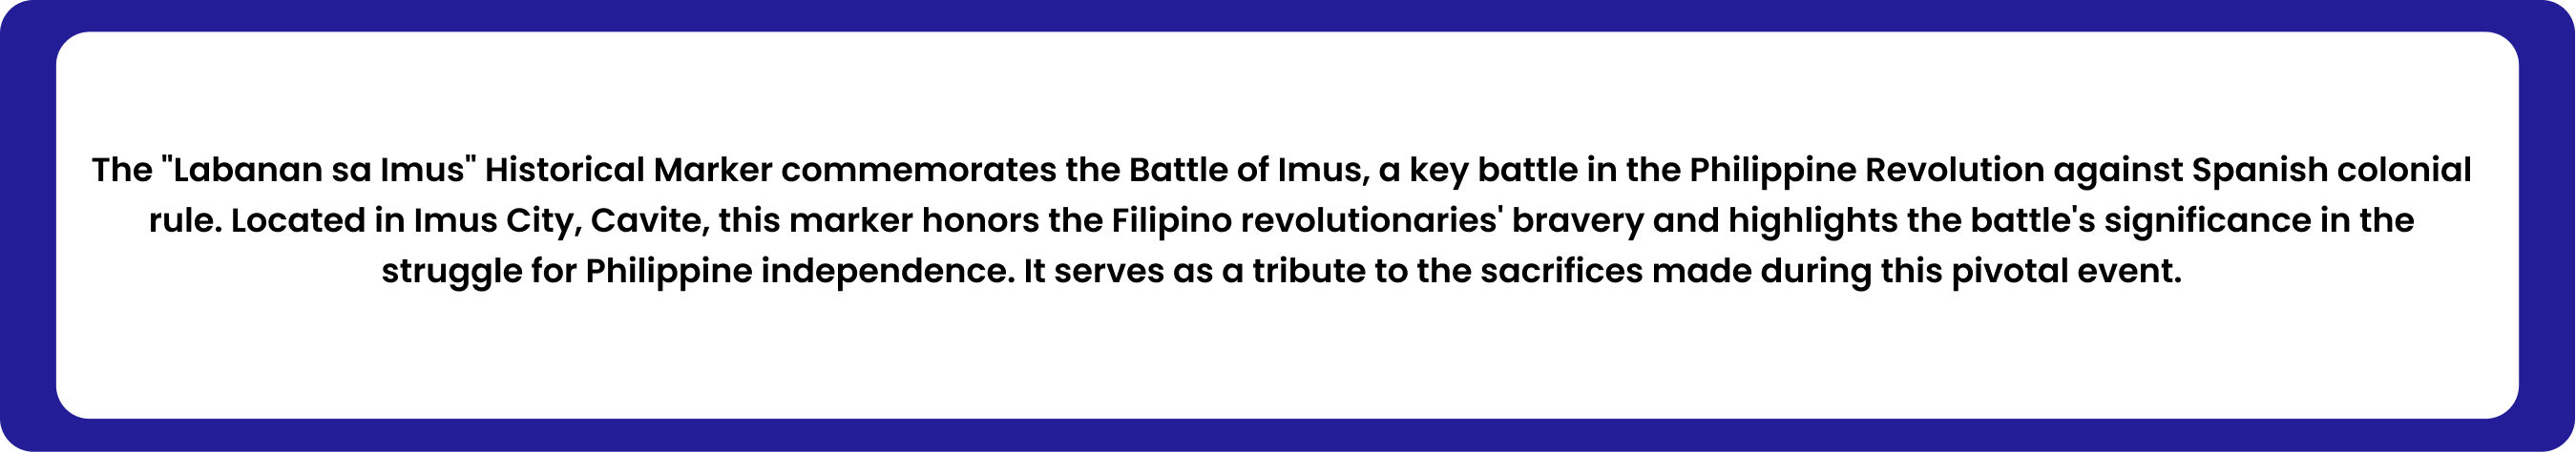 The "Labanan sa Imus" Historical Marker commemorates the Battle of Imus, a key battle in the Philippine Revolution against Spanish colonial
rule. Located in Imus City, Cavite, this marker honors the Filipino revolutionaries' bravery and highlights the battle's significance in the
struggle for Philippine independence. It serves as a tribute to the sacrifices made during this pivotal event.